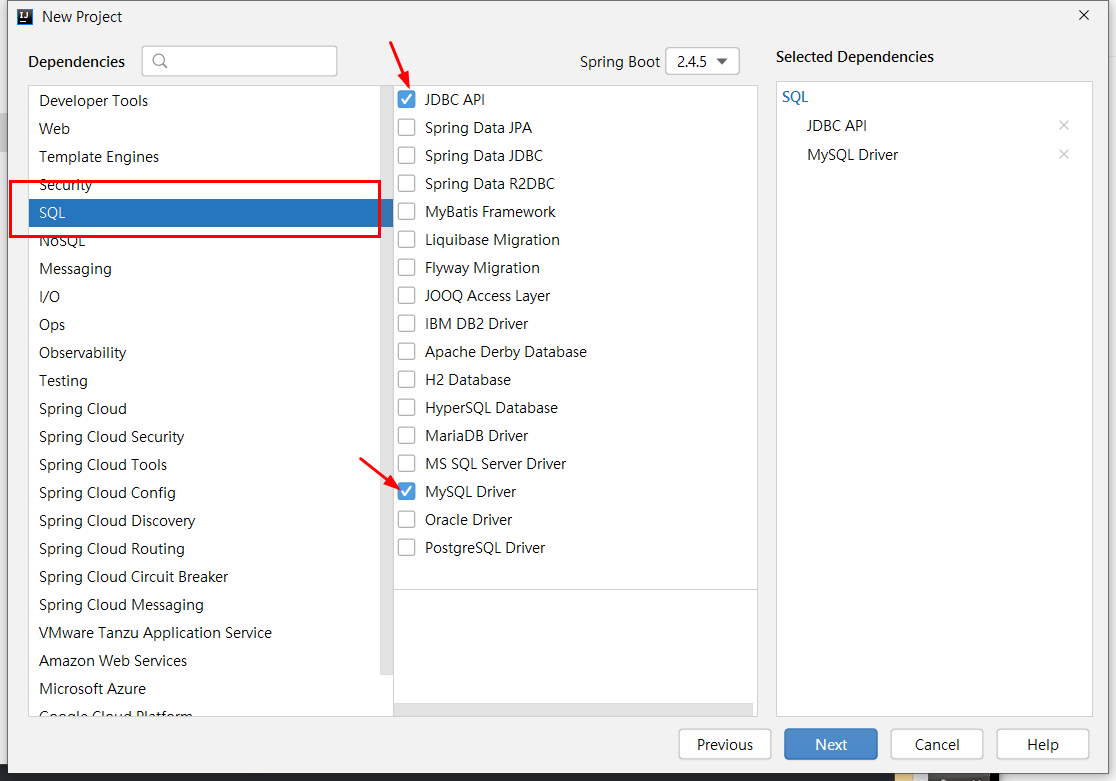 New Project
Dependencies
Spring Boot 2.4.5
Selected Dependencies
Developer Tools
Web
Template Engines
Security
SQL
NoSQL
Messaging
I/O
Ops
Observability
Testing
Spring Cloud
Spring Cloud Security
Spring Cloud Tools
Spring Cloud Config
Spring Cloud Discovery
Spring Cloud Routing
Spring Cloud Circuit Breaker
Spring Cloud Messaging
VMware Tanzu Application Service
Amazon Web Services
Microsoft Azure
Google Cloud Platform
JDBC API
Spring Data JPA
Spring Data JDBC
Spring Data R2DBC
MyBatis Framework
Liquibase Migration
Flyway Migration
JOOQ Access Layer
IBM DB2 Driver
Apache Derby Database
H2 Database
HyperSQL Database
MariaDB Driver
MS SQL Server Driver
MySQL Driver
Oracle Driver
PostgreSQL Driver
SQL
JDBC API
MySQL Driver
Previous
Next
Cancel
Help